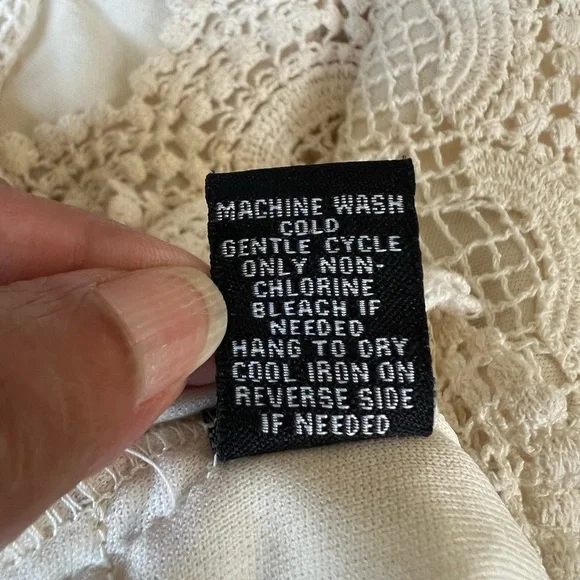 MACHINE WASH
COLD
GENTLE CYCLE
ONLY NON-
CHLORINE
BLEACH IF
NEEDED
HANG TO DRY
COOL IRON ON
REVERSE SIDE
IF NEEDED